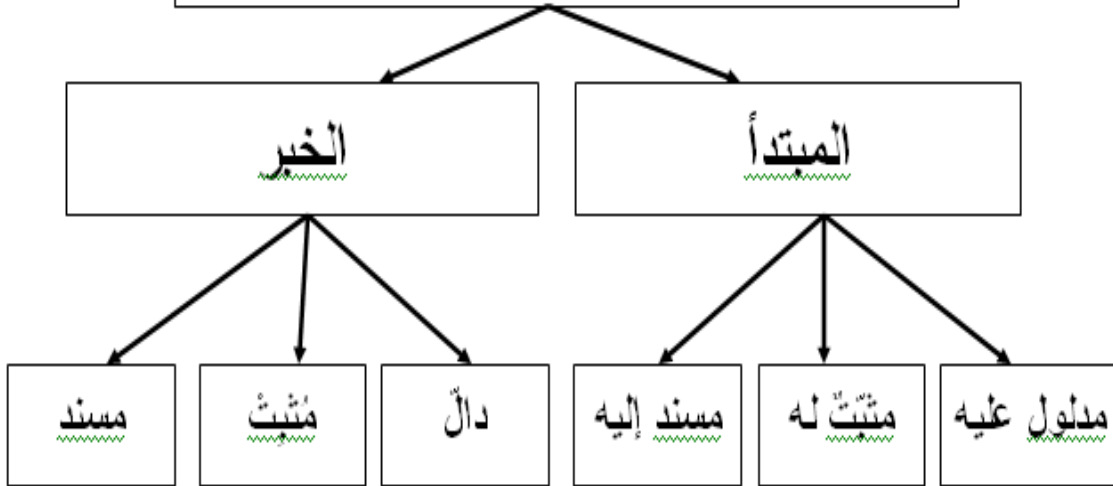 المبتدأ
الخبر
مدلول عليه
مثبّتٌ له
مسند إليه
دالّ
مُثبِتْ
مسند